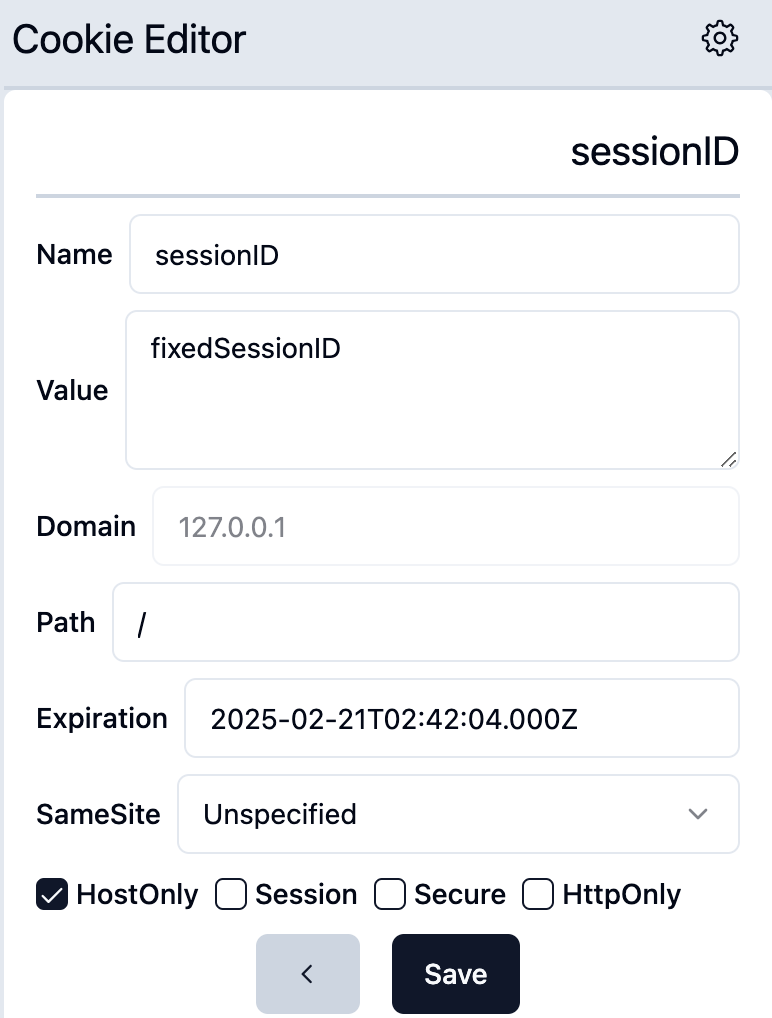 Cookie Editor
sessionID
Name sessionID
Value fixedSessionID
Domain 127.0.0.1
Path /
Expiration 2025-02-21T02:42:04.000Z
SameSite Unspecified
HostOnly Session Secure HttpOnly
Save